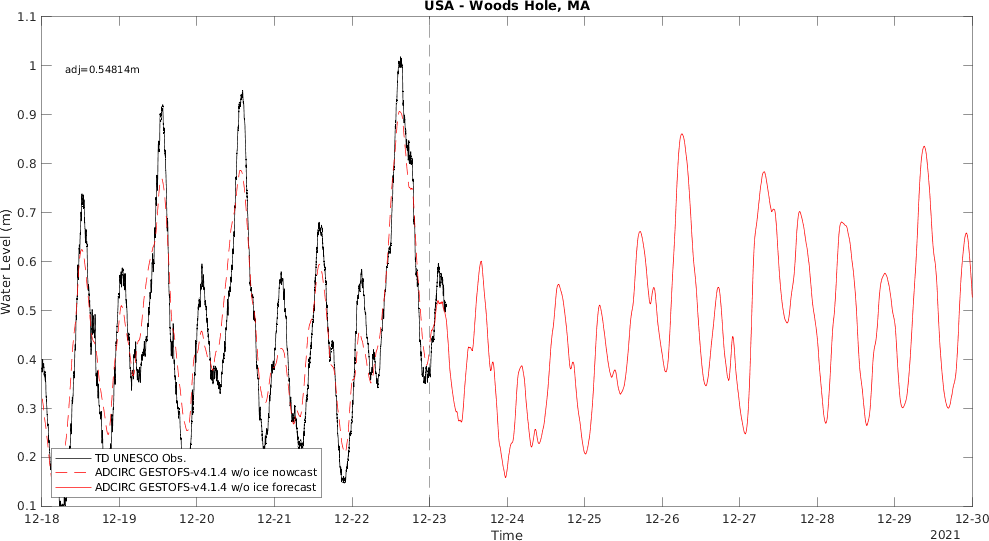 USA - Woods Hole, MA
1.1
1
0.9
0.8
0.7
0.6
0.5
0.4
0.3
0.2
0.1
Water Level (m)
adj=0.54814m
TD UNESCO Obs.
ADCIRC GESTOFS-v4.1.4 w/o ice nowcast
ADCIRC GESTOFS-v4.1.4 w/o ice forecast
12-18 12-19 12-20 12-21 12-22 12-23 12-24 12-25 12-26 12-27 12-28 12-29 12-30
Time
2021